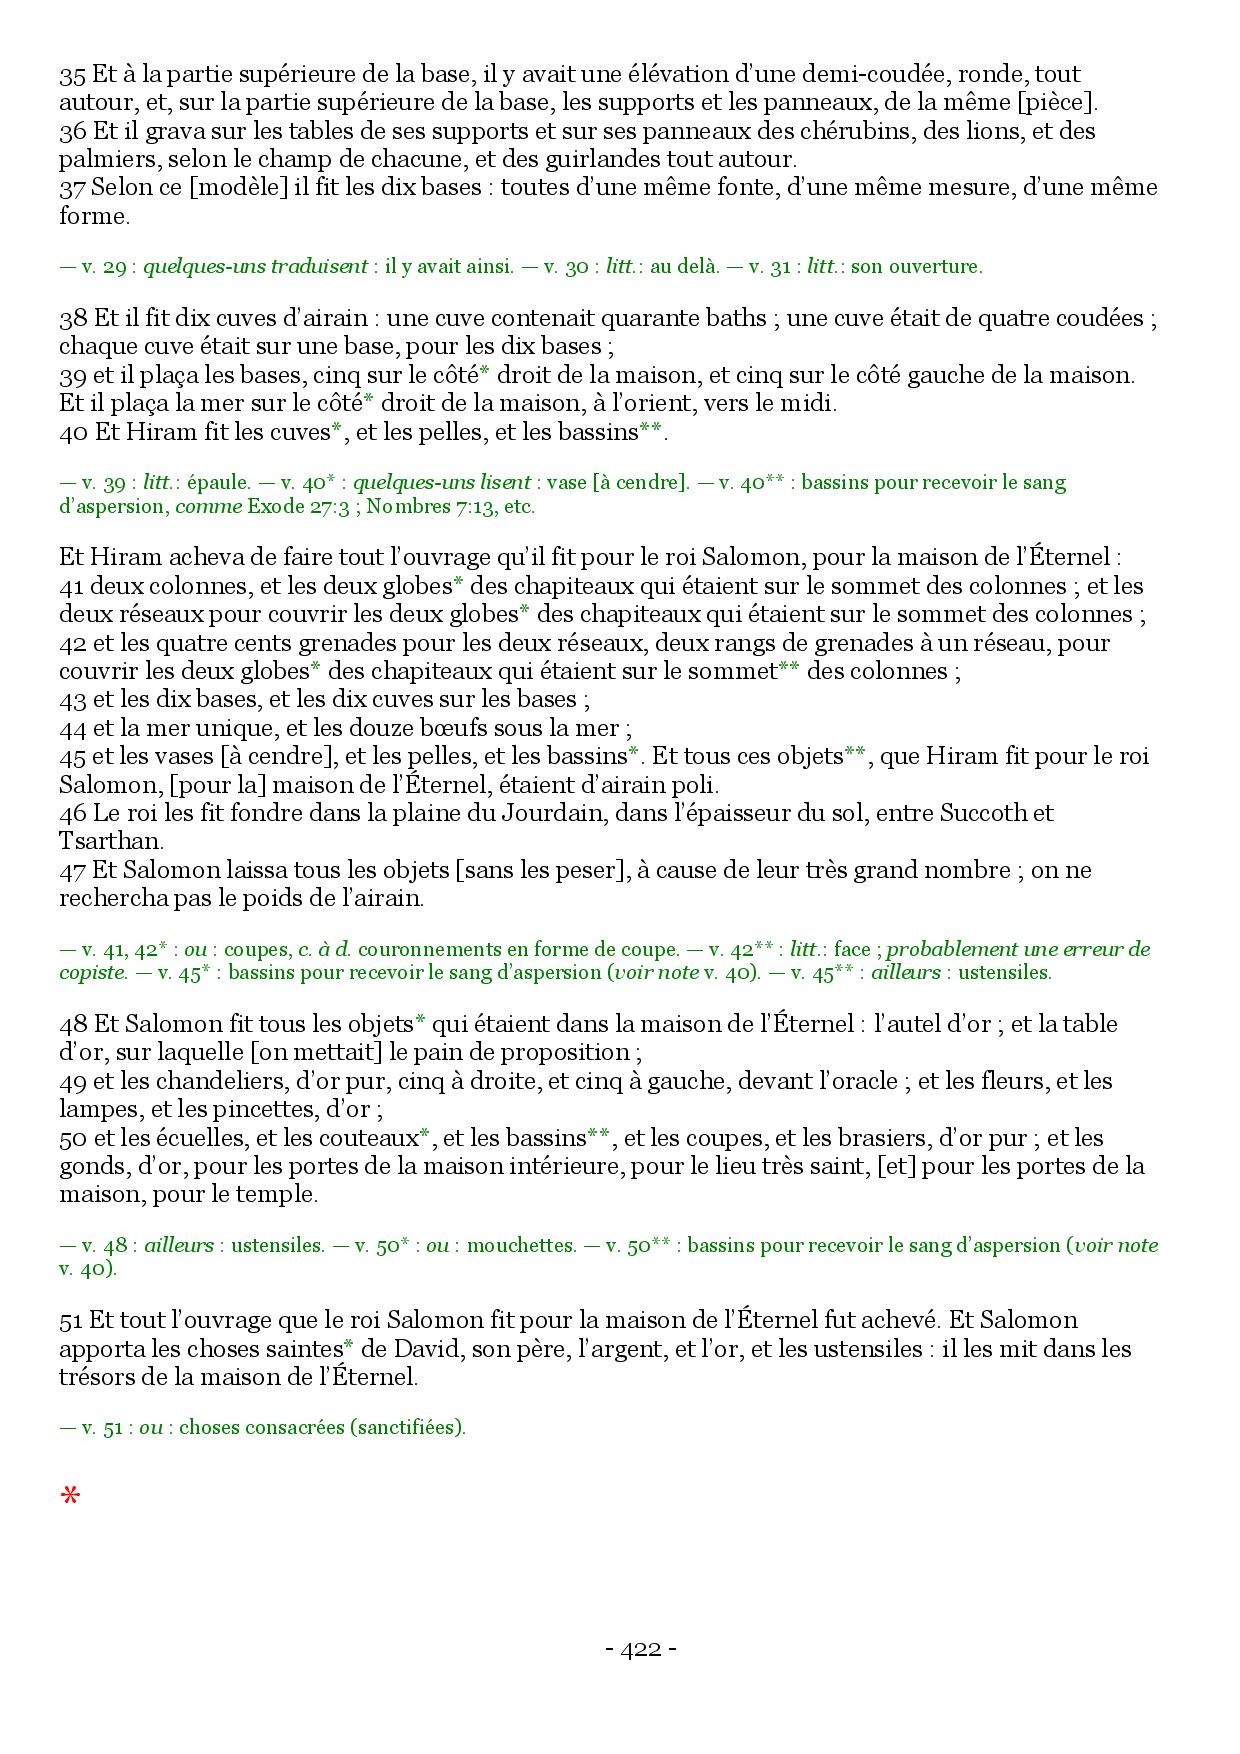 35 Et à la partie supérieure de la base, il y avait une élévation d’une demi-coudée, ronde, tout
autour, et, sur la partie supérieure de la base, les supports et les panneaux, de la même [pièce].
36 Et il grava sur les tables de ses supports et sur ses panneaux des chérubins, des lions, et des
palmiers, selon le champ de chacune, et des guirlandes tout autour.
37 Selon ce [modèle] il fit les dix bases : toutes d’une même fonte, d’une même mesure, d’une même
forme.
— v. 29 : quelques-uns traduisent : il y avait ainsi. — v. 30 : litt.: au delà. — v. 31 : litt.: son ouverture.
38 Et il fit dix cuves d’airain : une cuve contenait quarante baths ; une cuve était de quatre coudées ;
chaque cuve était sur une base, pour les dix bases ;
39 et il plaça les bases, cinq sur le côté* droit de la maison, et cinq sur le côté gauche de la maison.
Et il plaça la mer sur le côté* droit de la maison, à l’orient, vers le midi.
40 Et Hiram fit les cuves*, et les pelles, et les bassins**.
— v. 39 : litt.: épaule. — v. 40* : quelques-uns lisent : vase [à cendre]. — v. 40** : bassins pour recevoir le sang
d’aspersion, comme Exode 27:3 ; Nombres 7:13, etc.
Et Hiram acheva de faire tout l’ouvrage qu’il fit pour le roi Salomon, pour la maison de l’Éternel :
41 deux colonnes, et les deux globes* des chapiteaux qui étaient sur le sommet des colonnes ; et les
deux réseaux pour couvrir les deux globes* des chapiteaux qui étaient sur le sommet des colonnes ;
42 et les quatre cents grenades pour les deux réseaux, deux rangs de grenades à un réseau, pour
couvrir les deux globes* des chapiteaux qui étaient sur le sommet** des colonnes ;
43 et les dix bases, et les dix cuves sur les bases ;
44 et la mer unique, et les douze bœufs sous la mer ;
45 et les vases [à cendre], et les pelles, et les bassins*. Et tous ces objets**, que Hiram fit pour le roi
Salomon, [pour la] maison de l’Éternel, étaient d’airain poli.
46 Le roi les fit fondre dans la plaine du Jourdain, dans l’épaisseur du sol, entre Succoth et
Tsarthan.
47 Et Salomon laissa tous les objets [sans les peser], à cause de leur très grand nombre ; on ne
rechercha pas le poids de l’airain.
— v. 41, 42* : ou : coupes, c. à d. couronnements en forme de coupe. — v. 42** : litt.: face ; probablement une erreur de
copiste. — v. 45* : bassins pour recevoir le sang d’aspersion (voir note v. 40). — v. 45** : ailleurs : ustensiles.
48 Et Salomon fit tous les objets* qui étaient dans la maison de l’Éternel : l’autel d’or ; et la table
d’or, sur laquelle [on mettait] le pain de proposition ;
49 et les chandeliers, d’or pur, cinq à droite, et cinq à gauche, devant l’oracle ; et les fleurs, et les
lampes, et les pincettes, d’or ;
50 et les écuelles, et les couteaux*, et les bassins**, et les coupes, et les brasiers, d’or pur ; et les
gonds, d’or, pour les portes de la maison intérieure, pour le lieu très saint, [et] pour les portes de la
maison, pour le temple.
— v. 48 : ailleurs : ustensiles. — v. 50* : ou : mouchettes. — v. 50** : bassins pour recevoir le sang d’aspersion (voir note
v. 40).
51 Et tout l’ouvrage que le roi Salomon fit pour la maison de l’Éternel fut achevé. Et Salomon
apporta les choses saintes* de David, son père, l’argent, et l’or, et les ustensiles : il les mit dans les
trésors de la maison de l’Éternel.
— v. 51 : ou : choses consacrées (sanctifiées).
*
- 422 -